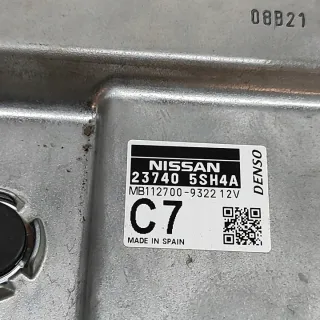 08B21
NISSAN
23740 5SH4A
MB112700-9322 12V
C7
MADE IN SPAIN
DENSO